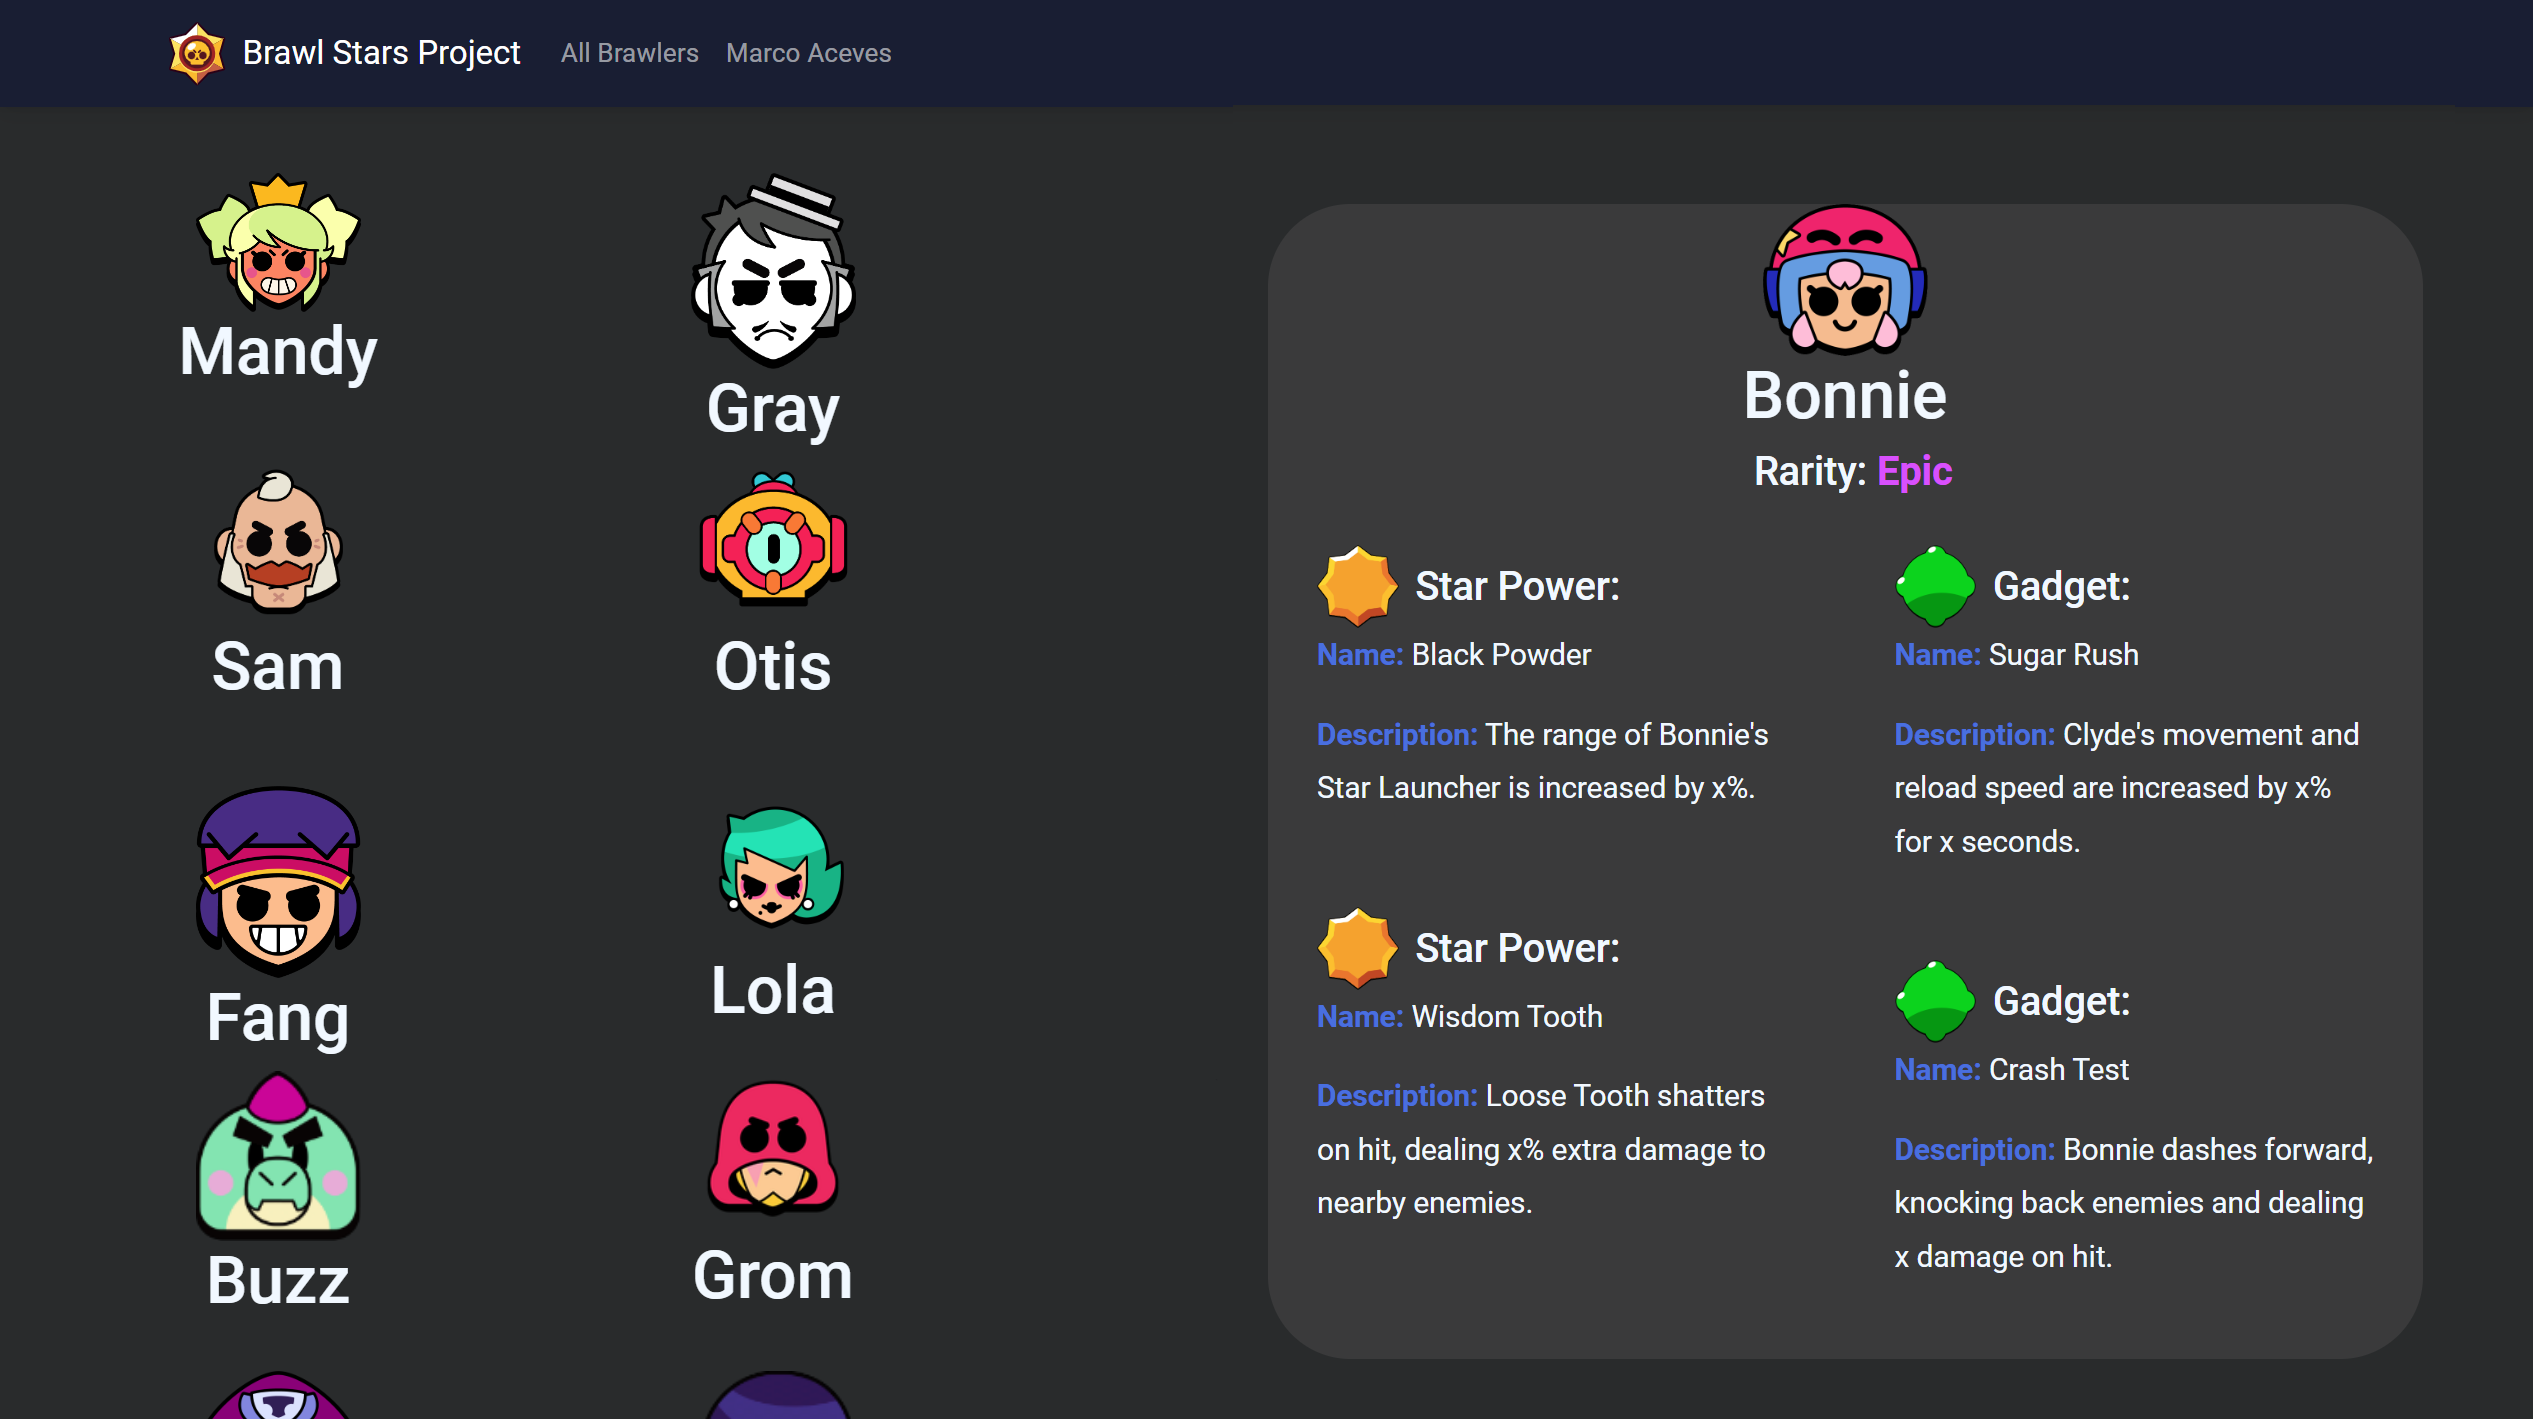 Brawl Stars Project All Brawlers Marco Aceves
Mandy
Gray
Sam
Otis
Fang
Lola
Buzz
Grom
Bonnie
Rarity: Epic
Star Power:
Name: Black Powder
Description: The range of Bonnie's
Star Launcher is increased by x%.
Star Power:
Name: Wisdom Tooth
Description: Loose Tooth shatters
on hit, dealing x% extra damage to
nearby enemies.
Gadget:
Name: Sugar Rush
Description: Clyde's movement and
reload speed are increased by x%
for x seconds.
Gadget:
Name: Crash Test
Description: Bonnie dashes forward,
knocking back enemies and dealing
x damage on hit.